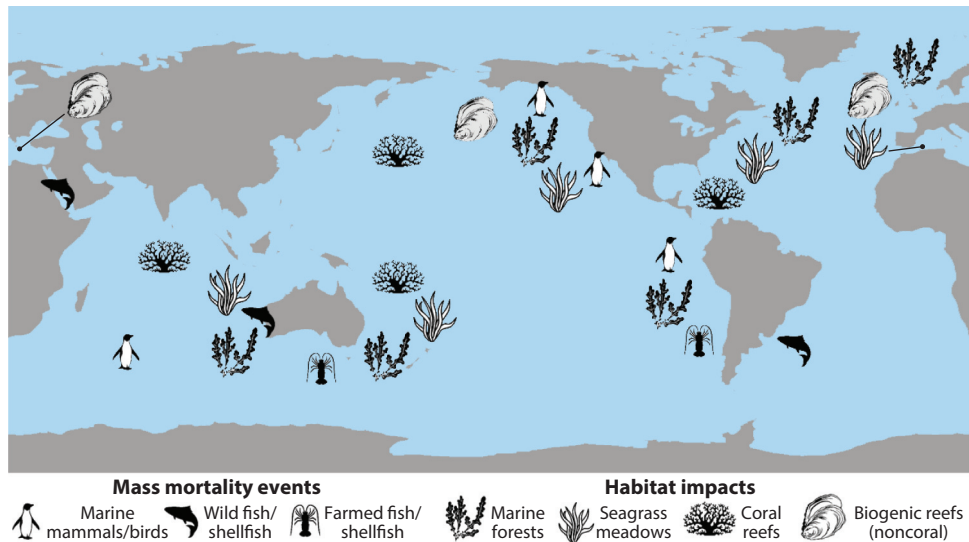 Mass mortality events
Habitat impacts
Marine mammals/birds
Wild fish/ shellfish
Farmed fish/ shellfish
Marine forests
Seagrass meadows
Coral reefs
Biogenic reefs (noncoral)